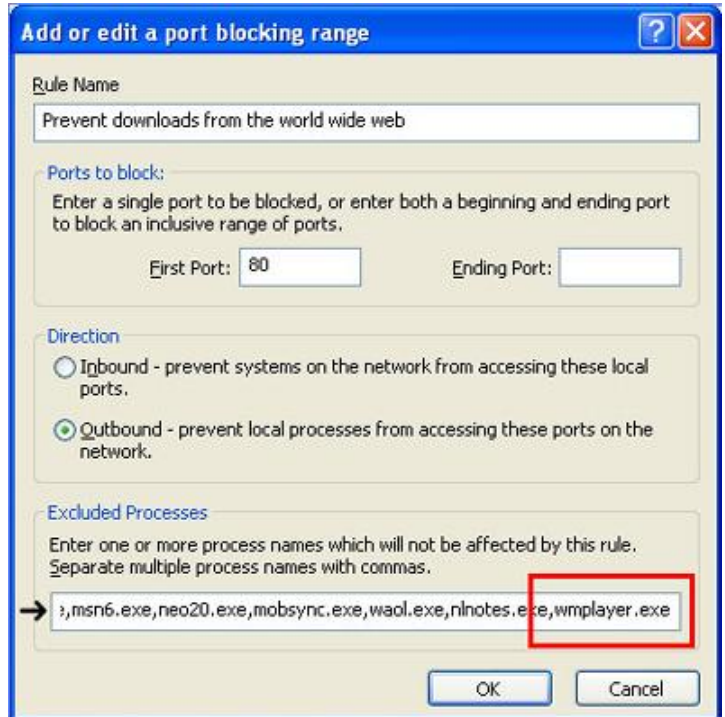 Add or edit a port blocking range
Rule Name
Prevent downloads from the world wide web
Ports to block:
Enter a single port to be blocked, or enter both a beginning and ending port
to block an inclusive range of ports.
First Port: 80 Ending Port:
Direction
Inbound - prevent systems on the network from accessing these local
ports.
Outbound - prevent local processes from accessing these ports on the
network.
Excluded Processes
Enter one or more process names which will not be affected by this rule.
Separate multiple process names with commas.
,msn6.exe,neo20.exe,mobsync.exe,waol.exe,nlnotes.exe,wmplayer.exe
OK Cancel